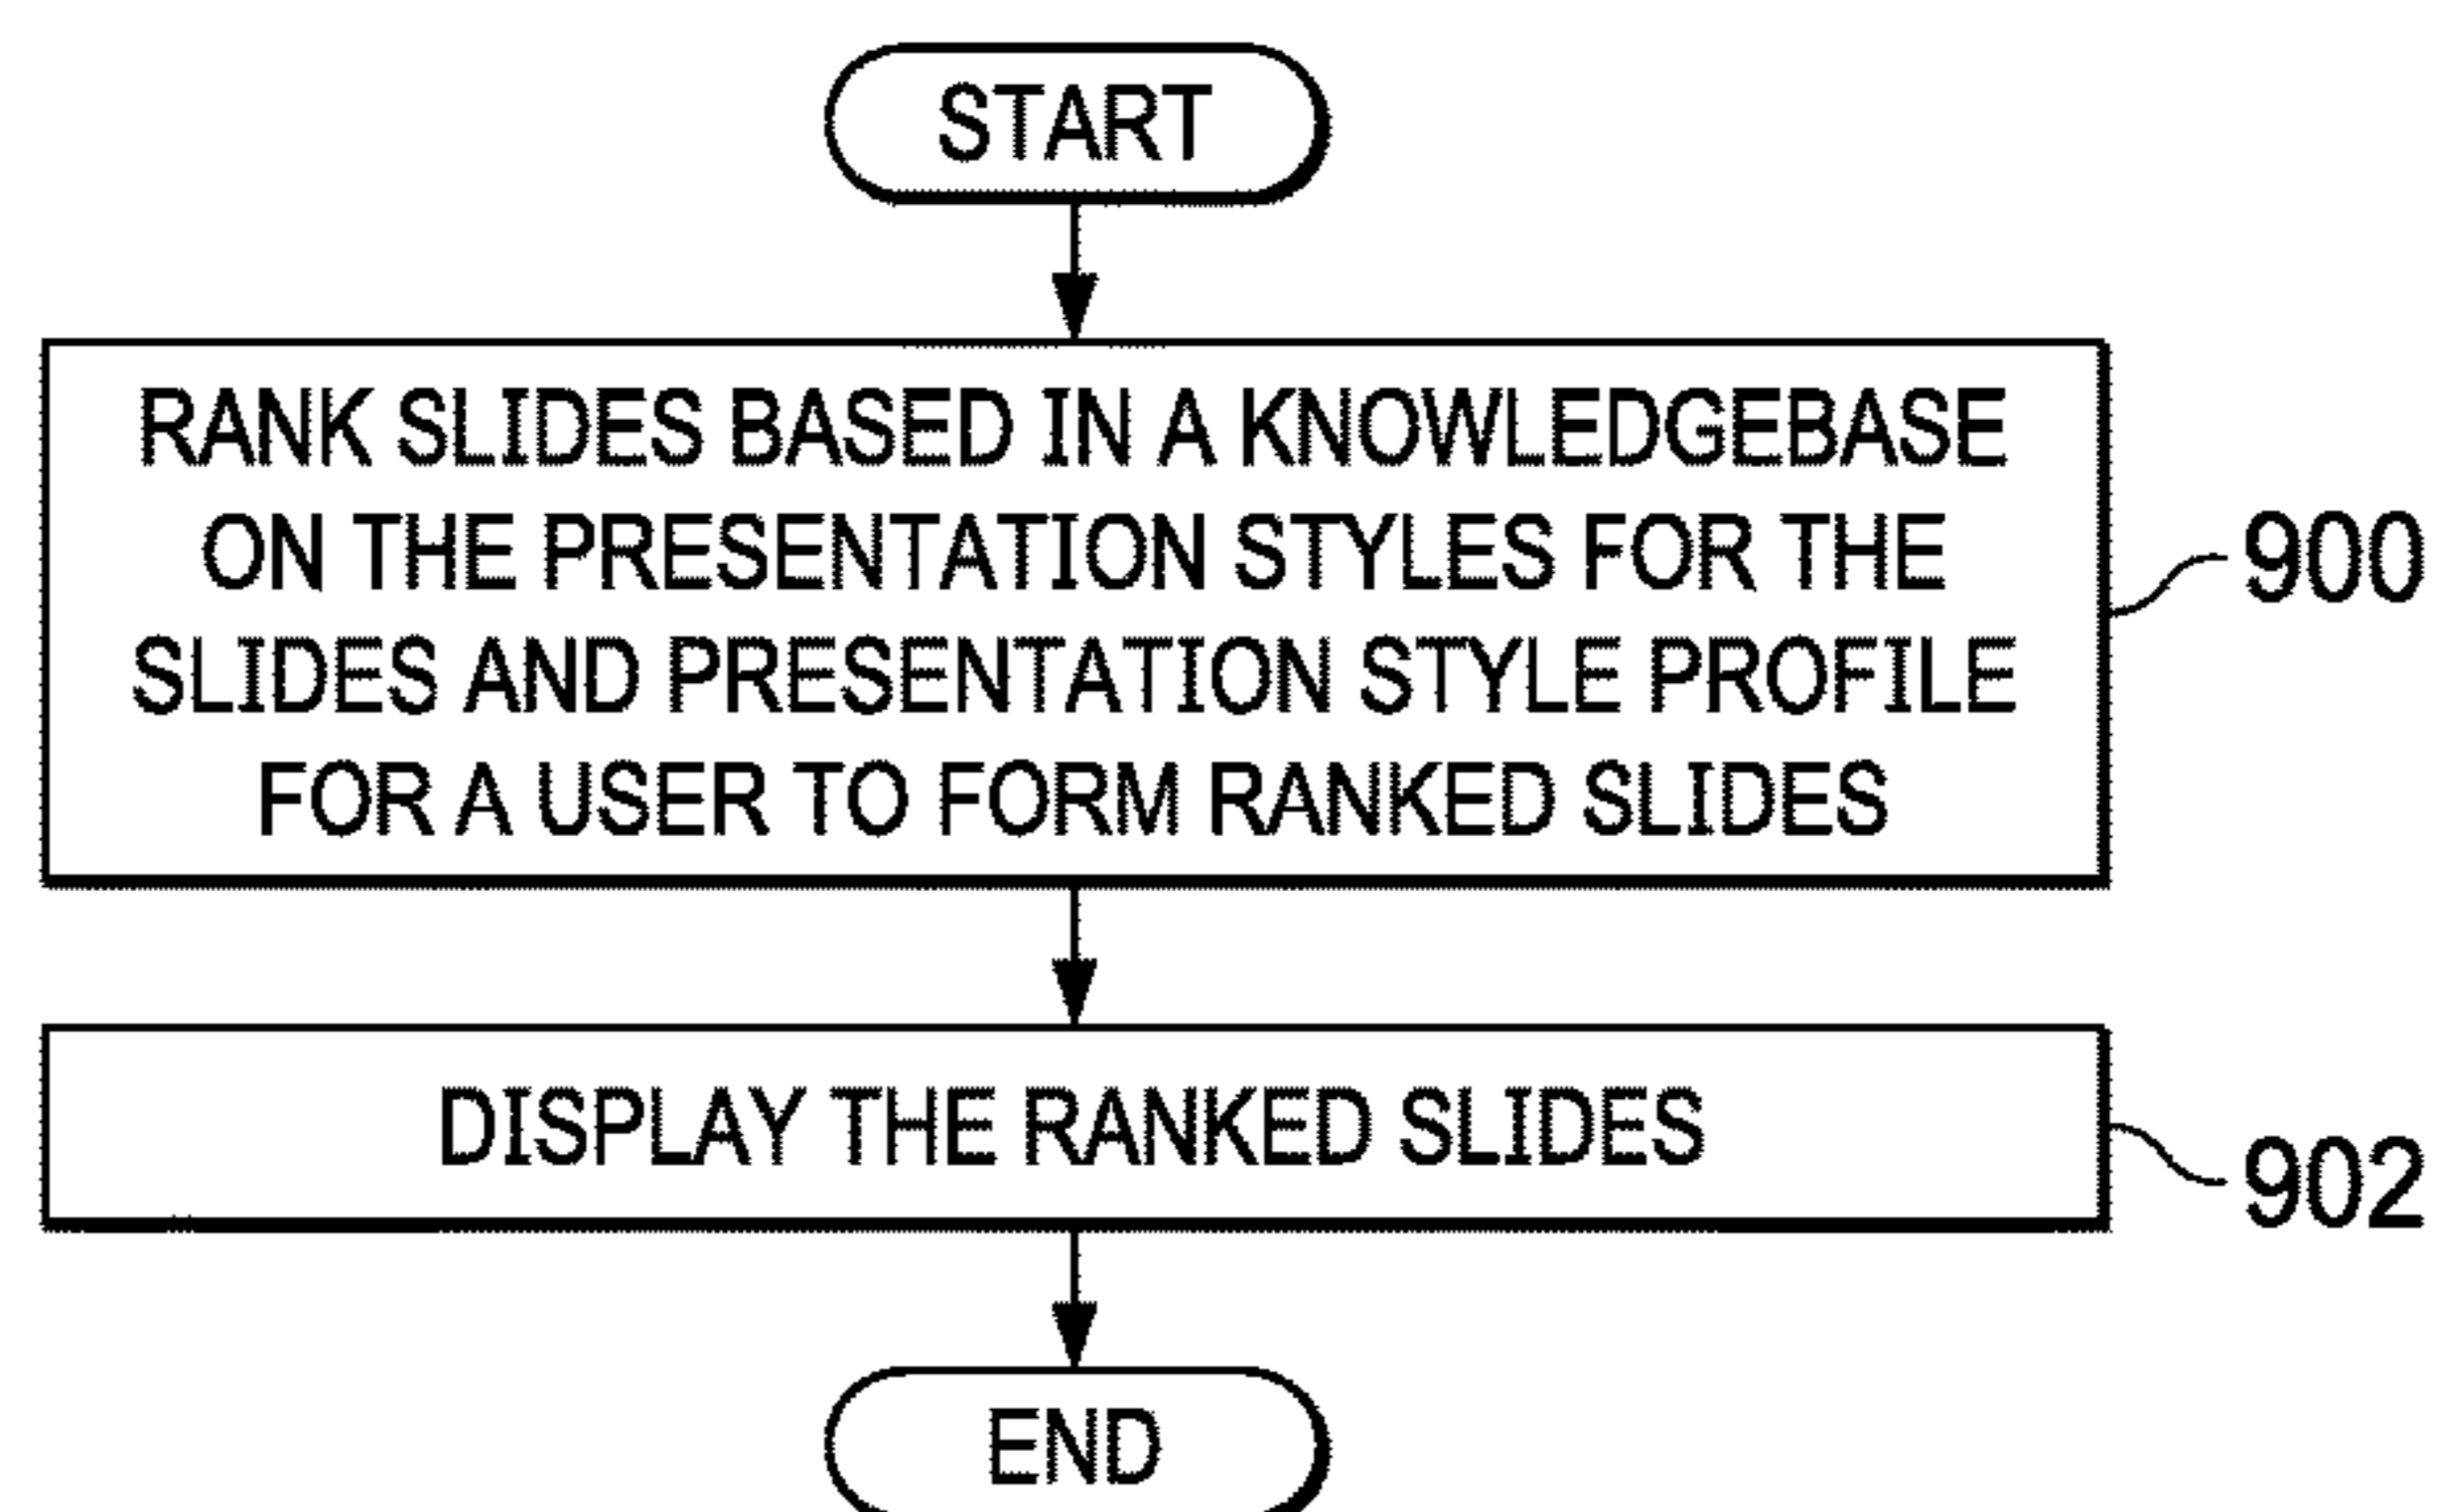 START
RANK SLIDES BASED IN A KNOWLEDGEBASE
ON THE PRESENTATION STYLES FOR THE
SLIDES AND PRESENTATION STYLE PROFILE
FOR A USER TO FORM RANKED SLIDES
900
DISPLAY THE RANKED SLIDES
902
END